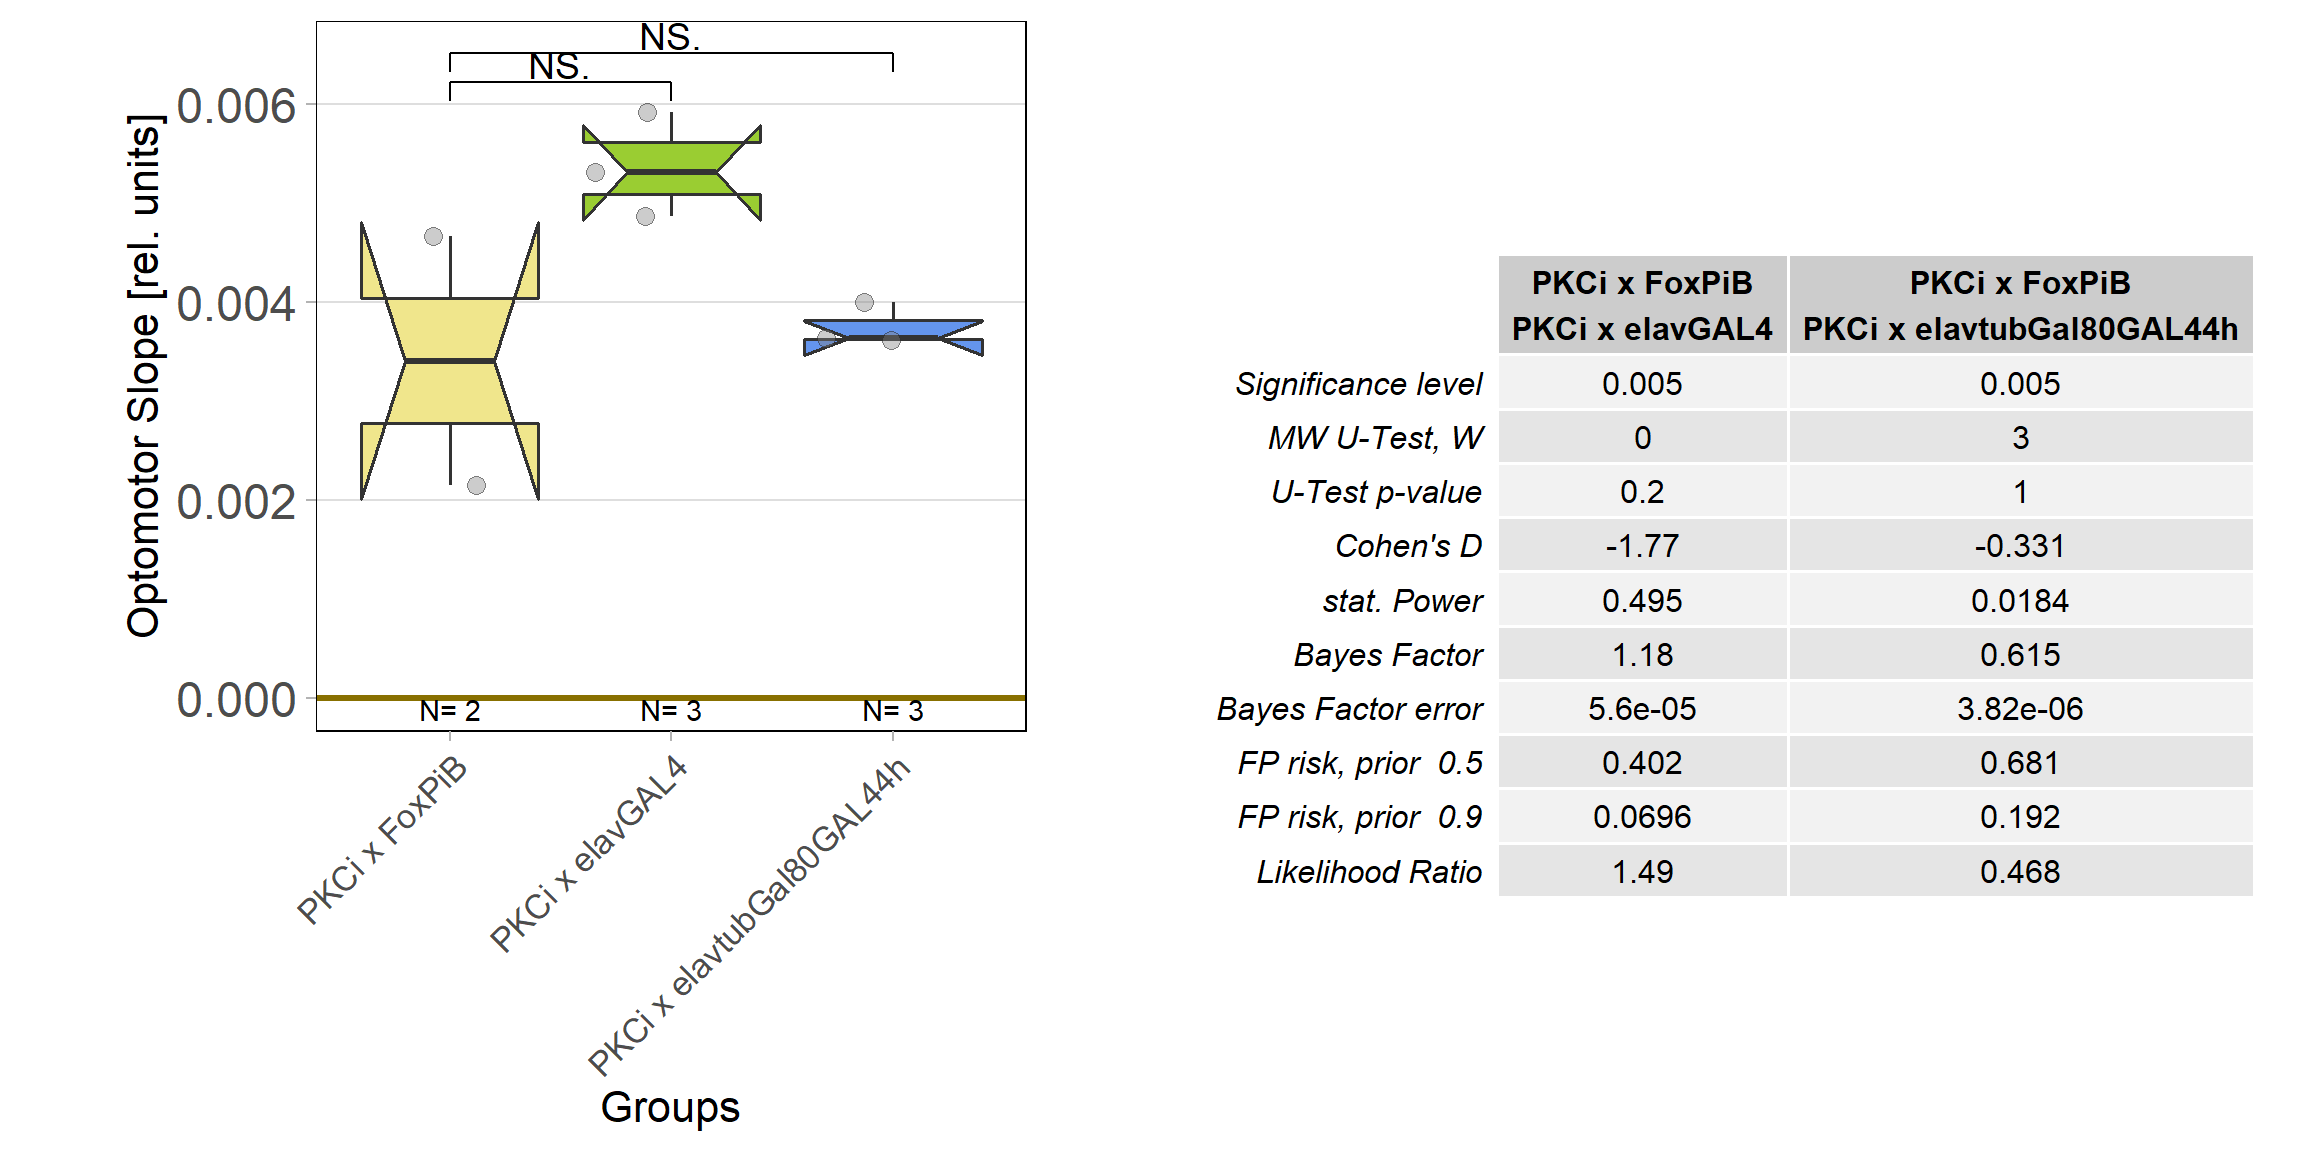 NS.
NS.
0.006
0.004
0.002
0.000
Optomotor Slope [rel. units]
N= 2 N= 3 N= 3
PKCi x FoxPiB
PKCi x elavGAL4
PKCi x elavtubGal80GAL44h
Groups
PKCi x FoxPiB PKCi x FoxPiB
PKCi x elavGAL4 PKCi x elavtubGal80GAL44h
Significance level 0.005 0.005
MW U-Test, W 0 3
U-Test p-value 0.2 1
Cohen's D -1.77 -0.331
stat. Power 0.495 0.0184
Bayes Factor 1.18 0.615
Bayes Factor error 5.6e-05 3.82e-06
FP risk, prior 0.5 0.402 0.681
FP risk, prior 0.9 0.0696 0.192
Likelihood Ratio 1.49 0.468